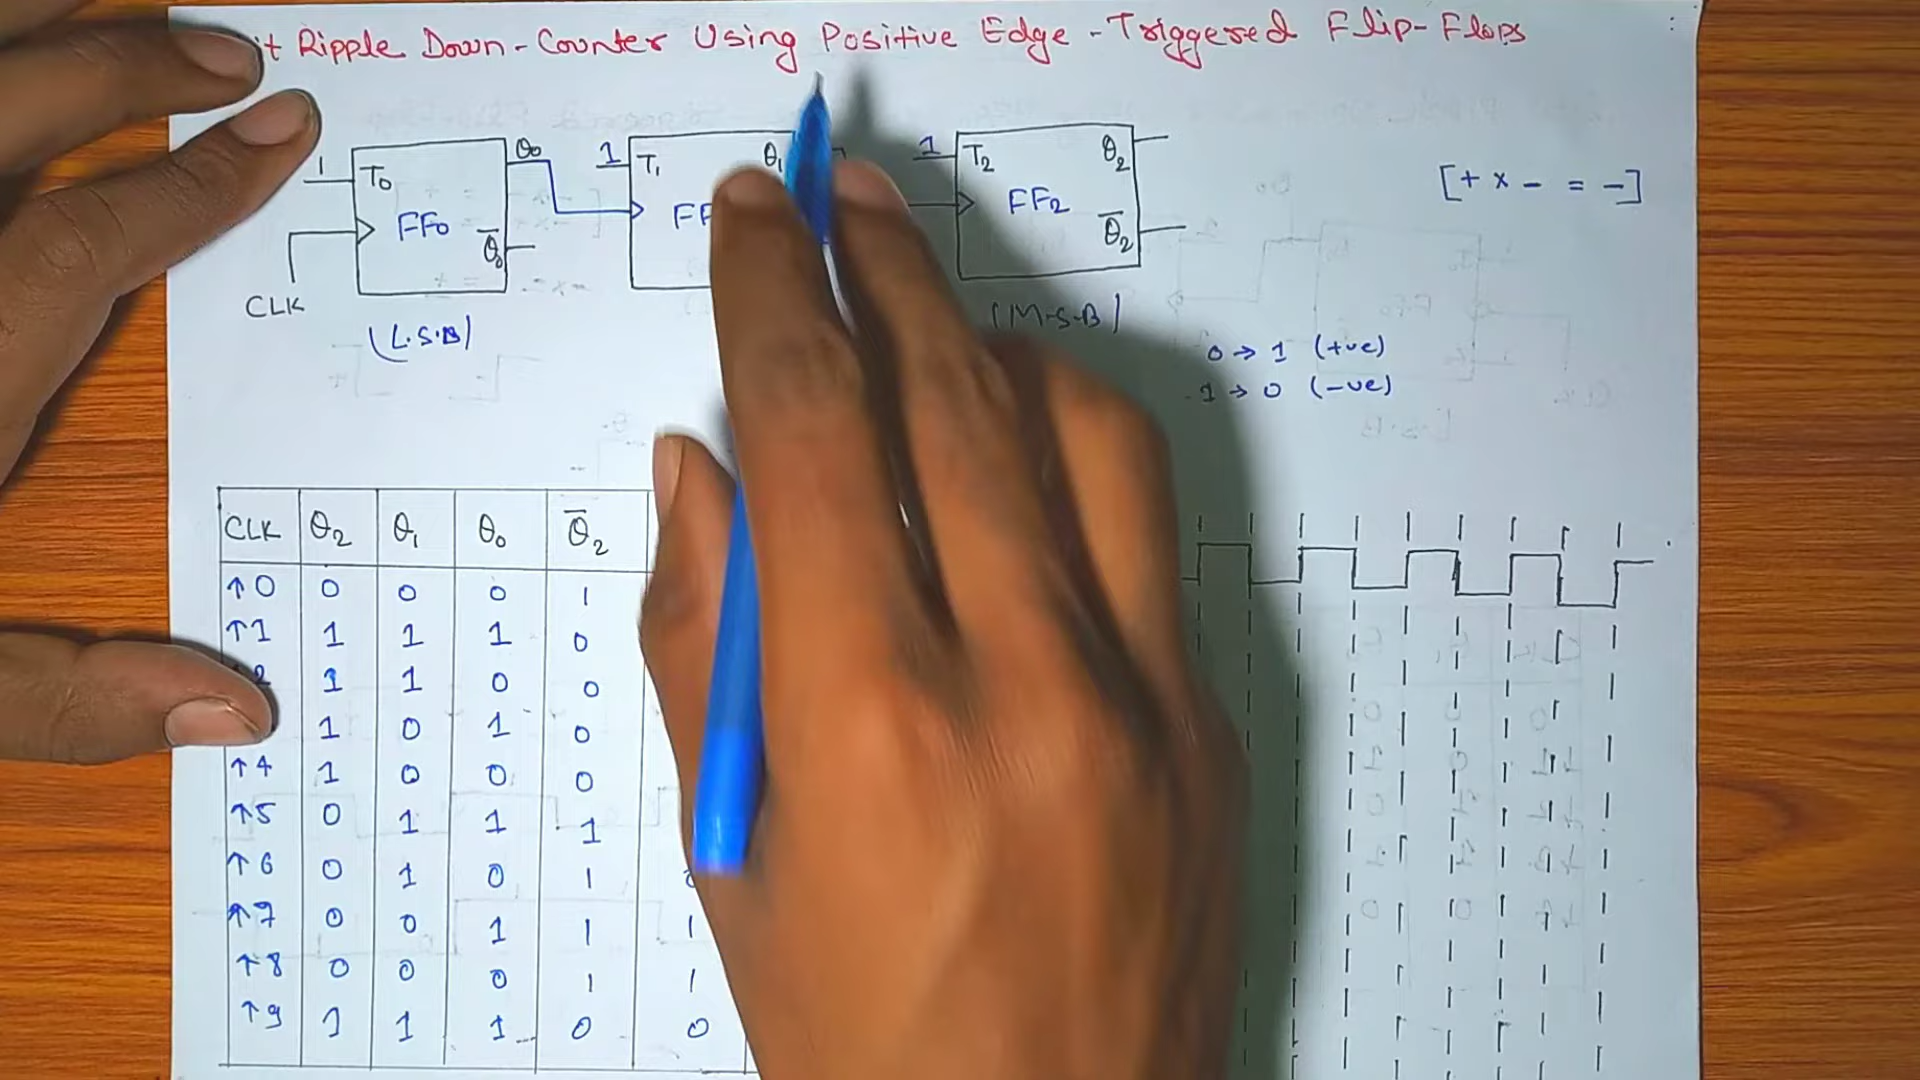 it Ripple Down-Counter Using Positive Edge-Triggered Flip-Flops
1 T0 Q0 FF0 Q̅0
CLK
(L.S.B)
1 T1 Q1
1 T2 Q2 FF2 Q̅2
(M.S.B)
[+ x - = -]
0 → 1 (+ve)
1 → 0 (-ve)
CLK Q2 Q1 Q0 Q̅2
↑0 0 0 0 1
↑1 1 1 1 0
2 1 1 0 0
1 0 1 0
↑4 1 0 0 0
↑5 0 1 1 1
↑6 0 1 0 1
↑7 0 0 1 1 1
↑8 0 0 0 1 1
↑9 1 1 1 0 0